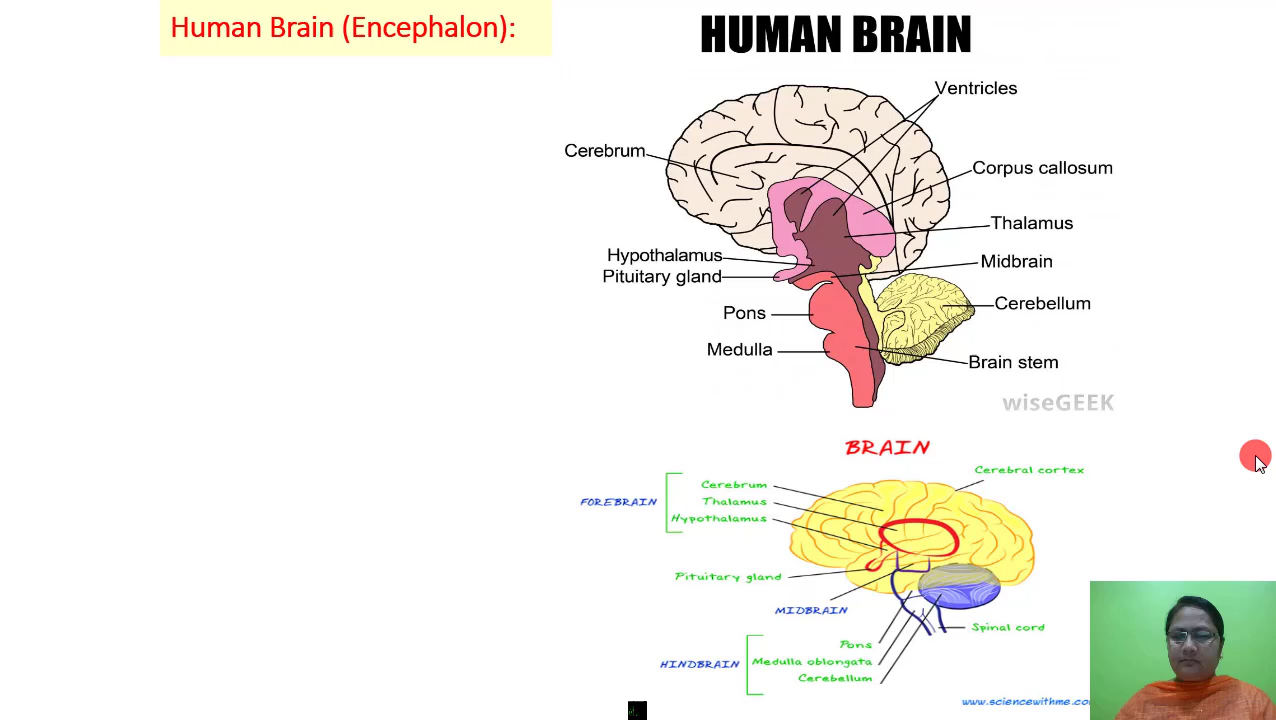 Human Brain (Encephalon):
HUMAN BRAIN
Ventricles
Cerebrum
Corpus callosum
Thalamus
Hypothalamus
Midbrain
Pituitary gland
Cerebellum
Pons
Medulla
Brain stem
wiseGEEK
BRAIN
Cerebral cortex
FOREBRAIN
Cerebrum
Thalamus
Hypothalamus
Pituitary gland
MIDBRAIN
Spinal cord
HINDBRAIN
Pons
Medulla oblongata
Cerebellum